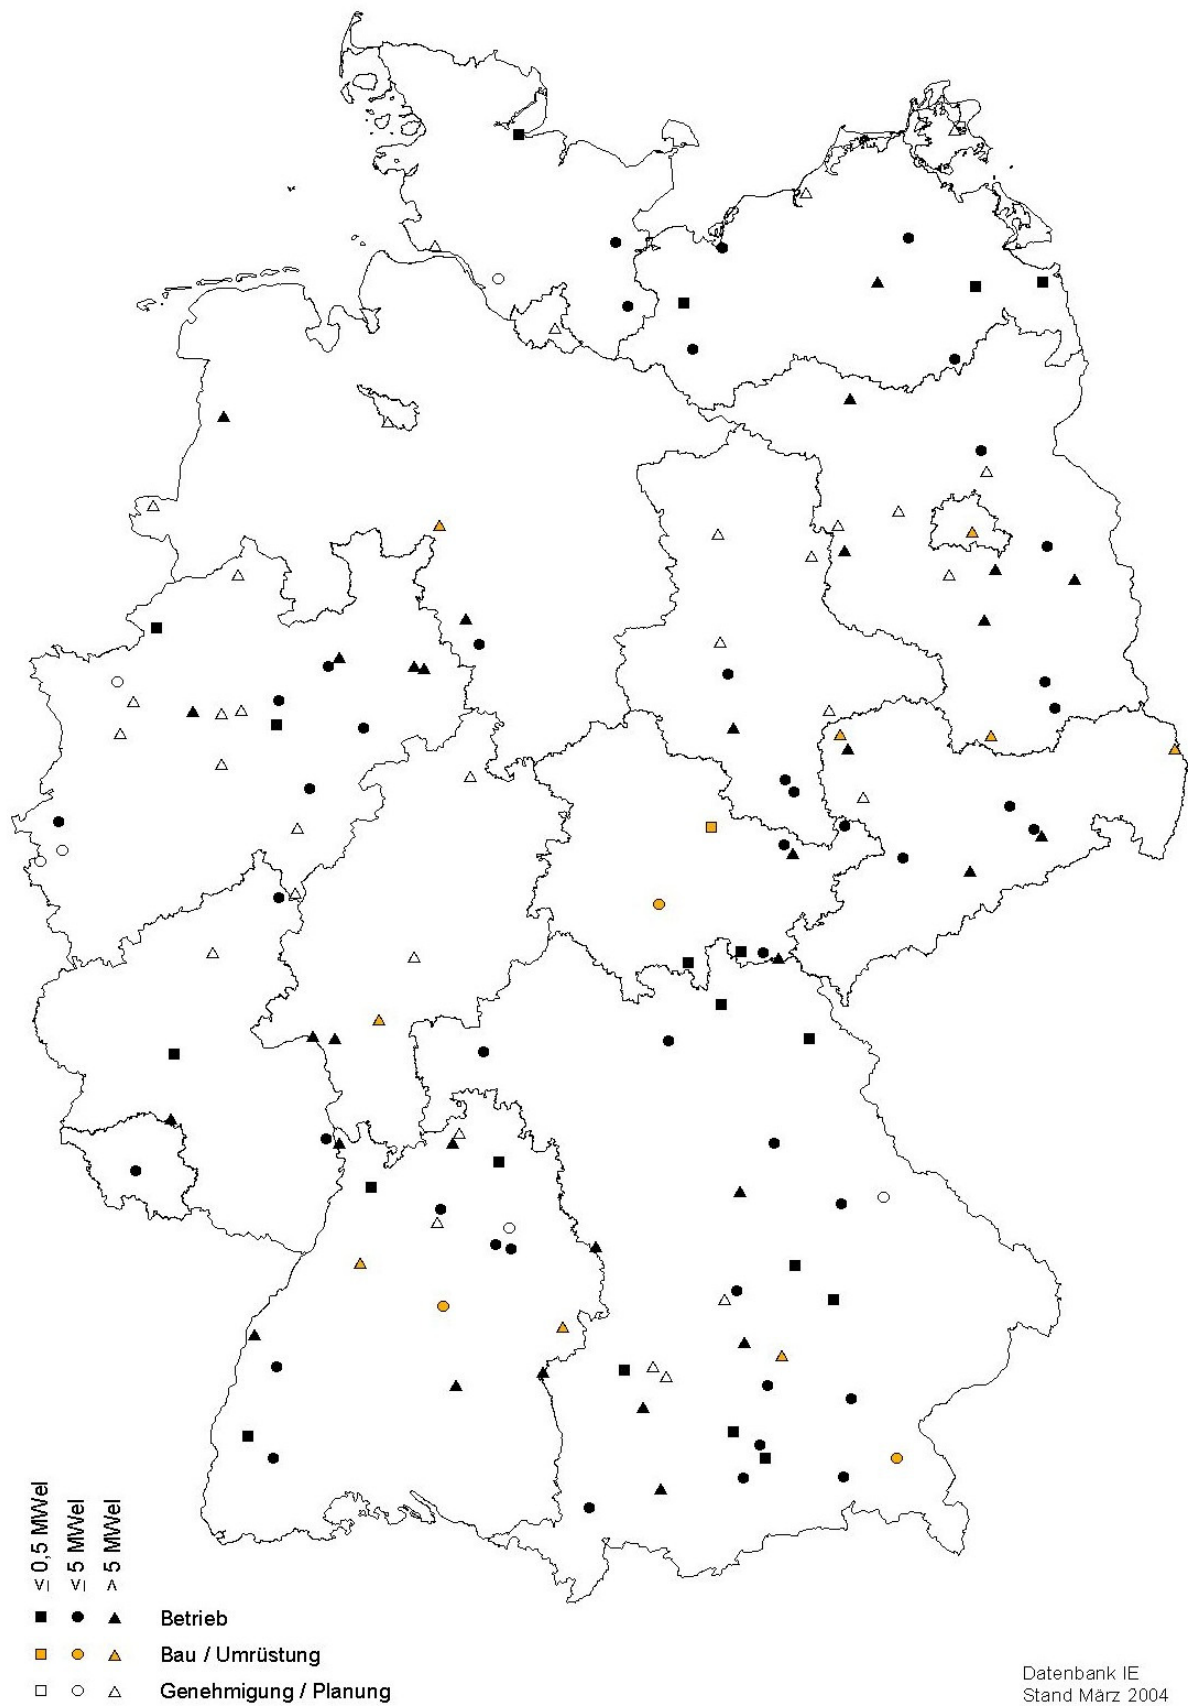 ≤ 0,5 MWel
≤ 5 MWel
> 5 MWel
Betrieb
Bau / Umrüstung
Genehmigung / Planung
Datenbank IE
Stand März 2004